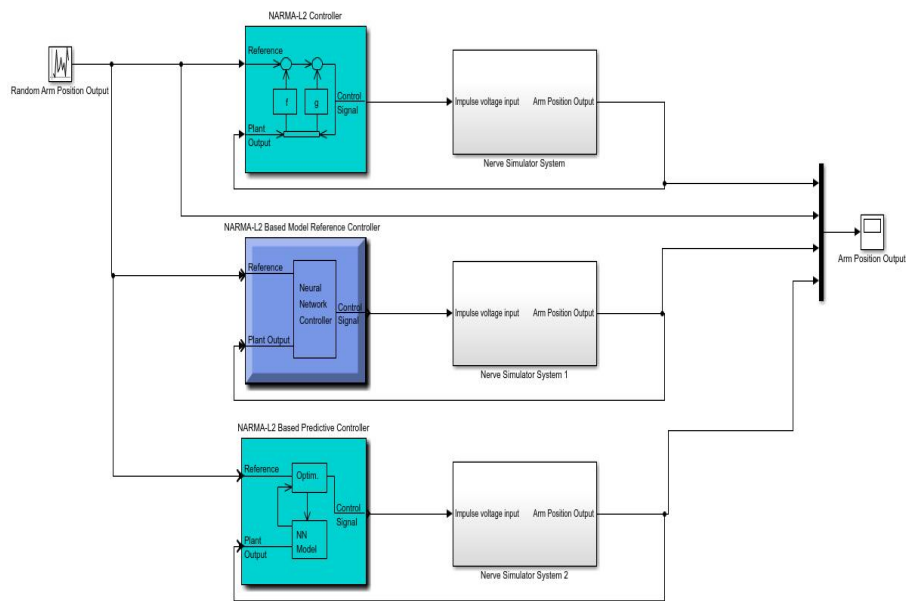 NARMA-L2 Controller
Random Arm Position Output
Reference
f
g
Control
Signal
Plant
Output
Impulse voltage input
Arm Position Output
Nerve Simulator System
NARMA-L2 Based Model Reference Controller
Reference
Neural
Network
Controller
Control
Signal
Plant Output
Impulse voltage input
Arm Position Output
Nerve Simulator System 1
Arm Position Output
NARMA-L2 Based Predictive Controller
Reference
Optim.
Control
Signal
NN
Model
Plant
Output
Impulse voltage input
Arm Position Output
Nerve Simulator System 2